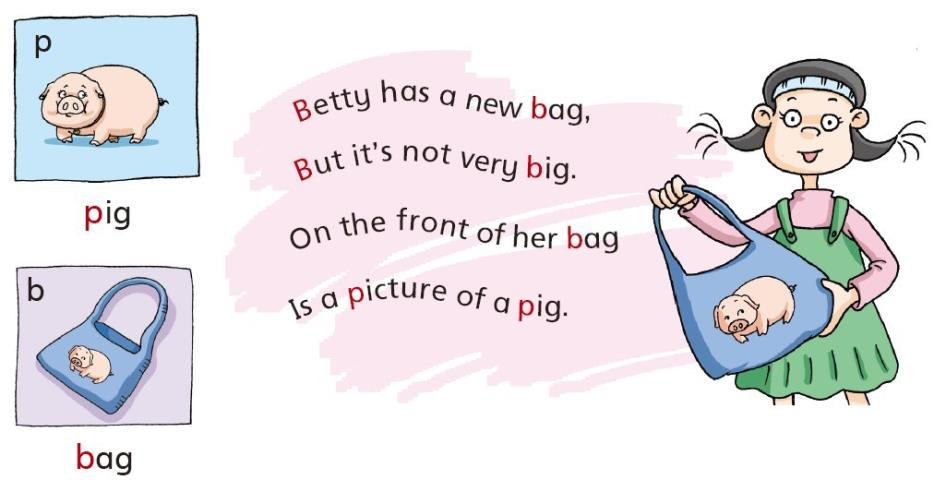 p
pig
b
bag
Betty has a new bag,
But it's not very big.
On the front of her bag
Is a picture of a pig.